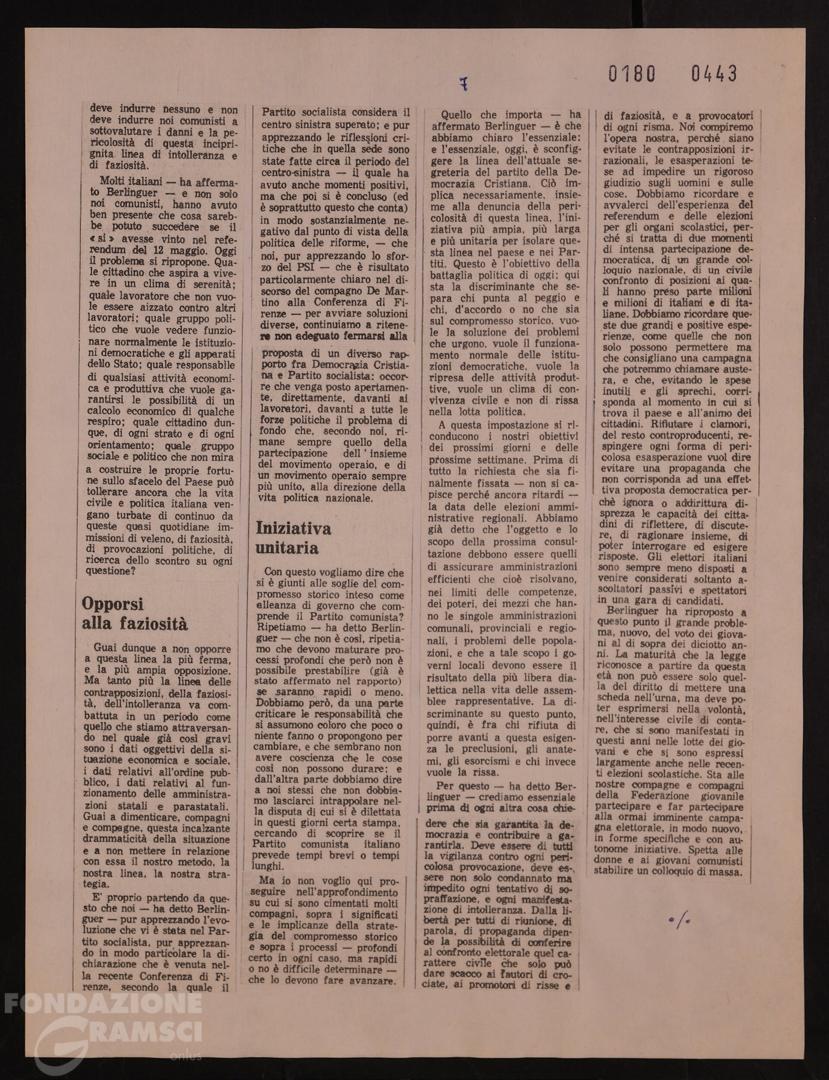 0180 0443
7
deve indurre nessuno e non
deve indurre noi comunisti a
sottovalutare i danni e la pe-
ricolosità di questa incipri-
gnita linea di intolleranza e
di faziosità.
Molti italiani — ha afferma-
to Berlinguer — e non solo
noi comunisti, hanno avuto
ben presente che cosa sareb-
be potuto succedere se il
« sì » avesse vinto nel refe-
rendum del 12 maggio. Oggi
il problema si ripropone. Qua-
le cittadino che aspira a vive-
re in un clima di serenità;
quale lavoratore che non vuo-
le essere aizzato contro altri
lavoratori; quale gruppo poli-
tico che vuole vedere funzio-
nare normalmente le istituzio-
ni democratiche e gli apparati
dello Stato; quale responsabile
di qualsiasi attività economi-
ca e produttiva che vuole ga-
rantirsi le possibilità di un
calcolo economico di qualche
respiro; quale cittadino dun-
que, di ogni strato e di ogni
orientamento; quale gruppo
sociale e politico che non mira
a costruire le proprie fortu-
ne sullo sfacelo del Paese può
tollerare ancora che la vita
civile e politica italiana ven-
gano turbate di continuo da
queste quasi quotidiane im-
missioni di veleno, di faziosità,
di provocazioni politiche, di
ricerca dello scontro su ogni
questione?
Opporsi
alla faziosità
Guai dunque a non opporre
a questa linea la più ferma,
e la più ampia opposizione.
Ma tanto più la linea delle
contrapposizioni, della faziosi-
tà, dell'intolleranza va com-
battuta in un periodo come
quello che stiamo attraversan-
do nel quale già così gravi
sono i dati oggettivi della si-
tuazione economica e sociale,
i dati relativi all'ordine pub-
blico, i dati relativi al fun-
zionamento delle amministra-
zioni statali e parastatali.
Guai a dimenticare, compagni
e compagne, questa incalzante
drammaticità della situazione
e a non mettere in relazione
con essa il nostro metodo, la
nostra linea, la nostra stra-
tegia.
E' proprio partendo da que-
sto che noi — ha detto Berlin-
guer — pur apprezzando l'evo-
luzione che vi è stata nel Par-
tito socialista, pur apprezzan-
do in modo particolare la di-
chiarazione che è venuta nel-
la recente Conferenza di Fi-
renze, secondo la quale il
Partito socialista considera il
centro sinistra superato; e pur
apprezzando le riflessioni cri-
tiche che in quella sede sono
state fatte circa il periodo del
centro-sinistra — il quale ha
avuto anche momenti positivi,
ma che poi si è concluso (ed
è soprattutto questo che conta)
in modo sostanzialmente ne-
gativo dal punto di vista della
politica delle riforme, — che
noi, pur apprezzando lo sfor-
zo del PSI — che è risultato
particolarmente chiaro nel di-
scorso del compagno De Mar-
tino alla Conferenza di Fi-
renze — per avviare soluzioni
diverse, continuiamo a ritene-
re non adeguato fermarsi alla
proposta di un diverso rap-
porto fra Democrazia Cristia-
na e Partito socialista: occor-
re che venga posto apertamen-
te, direttamente, davanti ai
lavoratori, davanti a tutte le
forze politiche il problema di
fondo che, secondo noi, ri-
mane sempre quello della
partecipazione dell'insieme
del movimento operaio, e di
un movimento operaio sempre
più unito, alla direzione della
vita politica nazionale.
Iniziativa
unitaria
Con questo vogliamo dire che
si è giunti alle soglie del com-
promesso storico inteso come
alleanza di governo che com-
prende il Partito comunista?
Ripetiamo — ha detto Berlin-
guer — che non è così, ripetia-
mo che devono maturare pro-
cessi profondi che però non è
possibile prestabilire (già è
stato affermato nel rapporto)
se saranno rapidi o meno.
Dobbiamo però, da una parte
criticare le responsabilità che
si assumono coloro che poco o
niente fanno o propongono per
cambiare, e che sembrano non
avere coscienza che le cose
così non possono durare; e
dall'altra parte dobbiamo dire
a noi stessi che non dobbia-
mo lasciarci intrappolare nel-
la disputa di cui si è dilettata
in questi giorni certa stampa,
cercando di scoprire se il
Partito comunista italiano
prevede tempi brevi o tempi
lunghi.
Ma io non voglio qui pro-
seguire nell'approfondimento
su cui si sono cimentati molti
compagni, sopra i significati
e le implicanze della strate-
gia del compromesso storico
e sopra i processi — profondi
certo in ogni caso, ma rapidi
o no è difficile determinare —
che lo devono fare avanzare.
Quello che importa — ha
affermato Berlinguer — è che
abbiamo chiaro l'essenziale;
e l'essenziale, oggi, è sconfig-
gere la linea dell'attuale se-
greteria del partito della De-
mocrazia Cristiana. Ciò im-
plica necessariamente, insie-
me alla denuncia della peri-
colosità di questa linea, l'ini-
ziativa più ampia, più larga
e più unitaria per isolare que-
sta linea nel paese e nei Par-
titi. Questo è l'obiettivo della
battaglia politica di oggi; qui
sta la discriminante che se-
para chi punta al peggio e
chi, d'accordo o no che sia
sul compromesso storico, vuo-
le la soluzione dei problemi
che urgono, vuole il funziona-
mento normale delle istitu-
zioni democratiche, vuole la
ripresa delle attività produt-
tive, vuole un clima di con-
vivenza civile e non di rissa
nella lotta politica.
A questa impostazione si ri-
conducono i nostri obiettivi
dei prossimi giorni e delle
prossime settimane. Prima di
tutto la richiesta che sia fi-
nalmente fissata — non si ca-
pisce perché ancora ritardi —
la data delle elezioni ammi-
nistrative regionali. Abbiamo
già detto che l'oggetto e lo
scopo della prossima consul-
tazione debbono essere quelli
di assicurare amministrazioni
efficienti che cioè risolvano,
nei limiti delle competenze,
dei poteri, dei mezzi che han-
no le singole amministrazioni
comunali, provinciali e regio-
nali, i problemi delle popola-
zioni, e che a tale scopo i go-
verni locali devono essere il
risultato della più libera dia-
lettica nella vita delle assem-
blee rappresentative. La di-
scriminante su questo punto,
quindi, è fra chi rifiuta di
porre avanti a questa esigen-
za le preclusioni, gli anate-
mi, gli esorcismi e chi invece
vuole la rissa.
Per questo — ha detto Ber-
linguer — crediamo essenziale
prima di ogni altra cosa chie-
dere che sia garantita la de-
mocrazia e contribuire a ga-
rantirla. Deve essere di tutti
la vigilanza contro ogni peri-
colosa provocazione, deve es-
sere non solo condannato ma
impedito ogni tentativo di so-
praffazione, e ogni manifesta-
zione di intolleranza. Dalla li-
bertà per tutti di riunione, di
parola, di propaganda dipen-
de la possibilità di conferire
al confronto elettorale quel ca-
rattere civile che solo può
dare scacco ai fautori di cro-
ciate, ai promotori di risse e
di faziosità, e a provocatori
di ogni risma. Noi compiremo
l'opera nostra, perché siano
evitate le contrapposizioni ir-
razionali, le esasperazioni te-
se ad impedire un rigoroso
giudizio sugli uomini e sulle
cose. Dobbiamo ricordare e
avvalerci dell'esperienza del
referendum e delle elezioni
per gli organi scolastici, per-
ché si tratta di due momenti
di intensa partecipazione de-
mocratica, di un grande col-
loquio nazionale, di un civile
confronto di posizioni ai qua-
li hanno preso parte milioni
e milioni di italiani e di ita-
liane. Dobbiamo ricordare que-
ste due grandi e positive espe-
rienze, come quelle che non
solo possono permettere ma
che consigliano una campagna
che potremmo chiamare auste-
ra, e che, evitando le spese
inutili e gli sprechi, corri-
sponda al momento in cui si
trova il paese e all'animo dei
cittadini. Rifiutare i clamori,
del resto controproducenti, re-
spingere ogni forma di peri-
colosa esasperazione vuol dire
evitare una propaganda che
non corrisponda ad una effet-
tiva proposta democratica per-
chè ignora o addirittura di-
sprezza le capacità dei citta-
dini di riflettere, di discute-
re, di ragionare insieme, di
poter interrogare ed esigere
risposte. Gli elettori italiani
sono sempre meno disposti a
venire considerati soltanto a-
scoltatori passivi e spettatori
in una gara di candidati.
Berlinguer ha riproposto a
questo punto il grande proble-
ma, nuovo, del voto dei giova-
ni al di sopra dei diciotto an-
ni. La maturità che la legge
riconosce a partire da questa
età non può essere solo quel-
la del diritto di mettere una
scheda nell'urna, ma deve po-
ter esprimersi nella volontà,
nell'interesse civile di conta-
re, che si sono manifestati in
questi anni nelle lotte dei gio-
vani e che si sono espressi
largamente anche nelle recen-
ti elezioni scolastiche. Sta alle
nostre compagne e compagni
della Federazione giovanile
partecipare e far partecipare
alla ormai imminente campa-
gna elettorale, in modo nuovo,
in forme specifiche e con au-
tonome iniziative. Spetta alle
donne e ai giovani comunisti
stabilire un colloquio di massa.
./.
FONDAZIONE
GRAMSCI
onlus